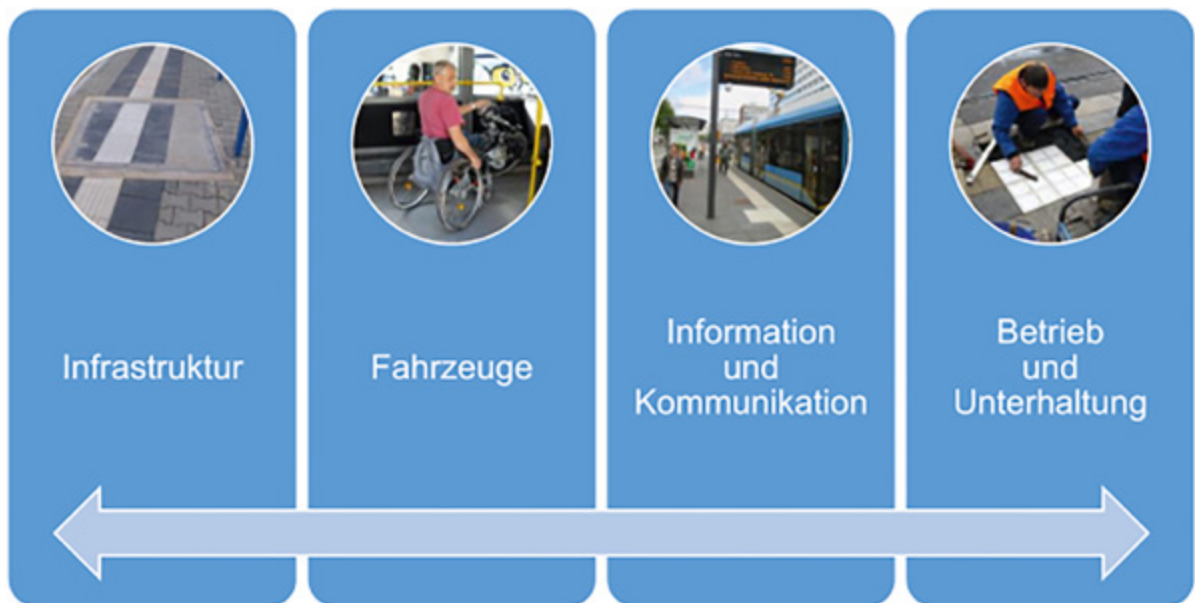 Infrastruktur
Fahrzeuge
Information
und
Kommunikation
Betrieb
und
Unterhaltung